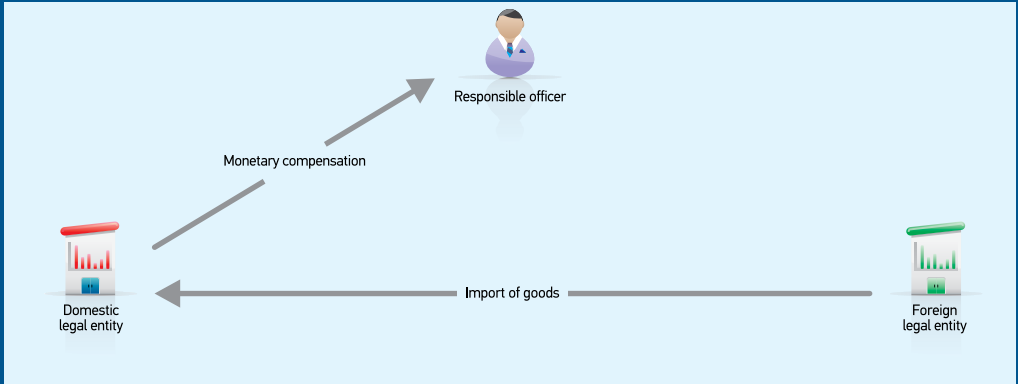 Responsible officer
Monetary compensation
Import of goods
Domestic
legal entity
Foreign
legal entity